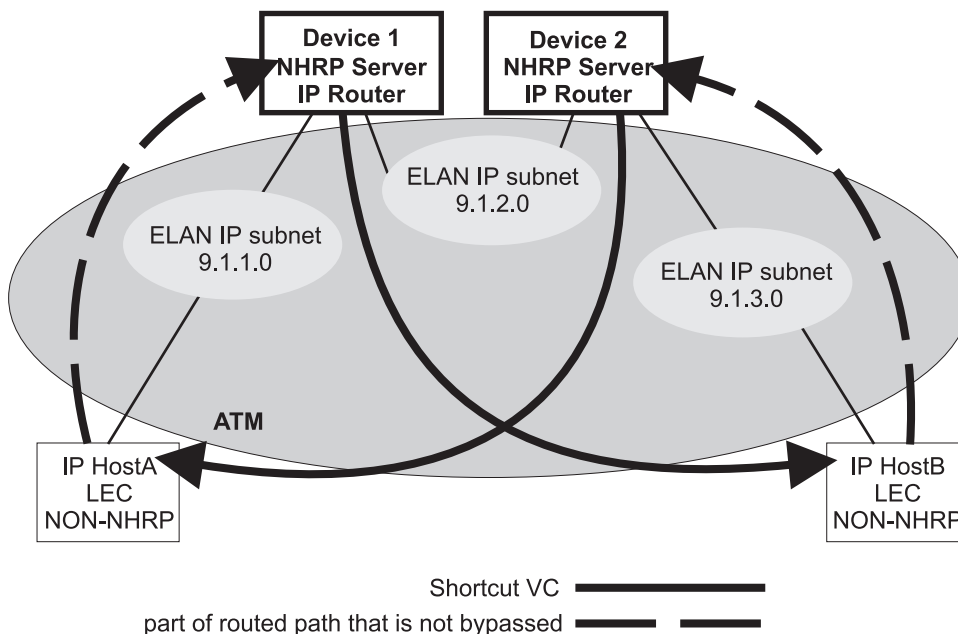 Device 1
NHRP Server
IP Router
Device 2
NHRP Server
IP Router
ELAN IP subnet
9.1.2.0
ELAN IP subnet
9.1.1.0
ELAN IP subnet
9.1.3.0
ATM
IP HostA
LEC
NON-NHRP
IP HostB
LEC
NON-NHRP
Shortcut VC
part of routed path that is not bypassed